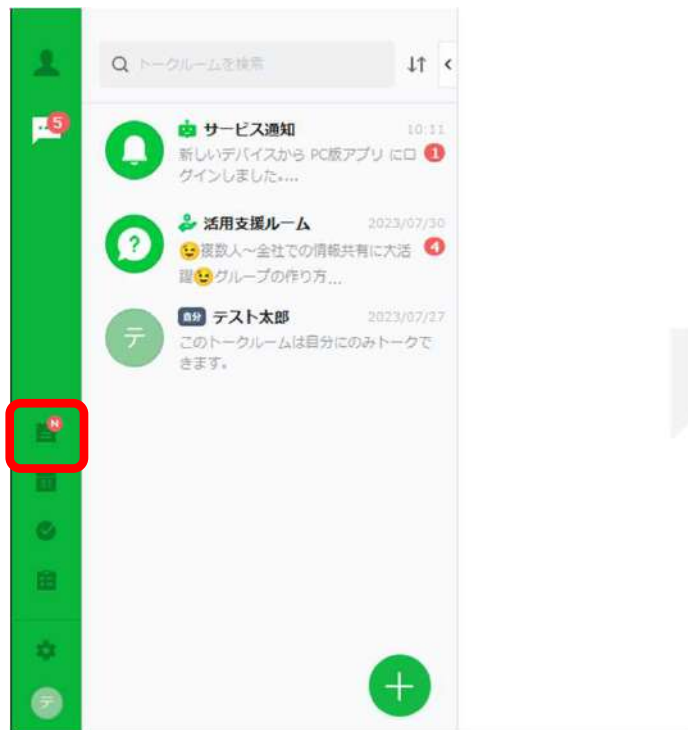 トークルームを検索
5
サービス通知 10:11
新しいデバイスから PC版アプリ にロ 1
グインしました。...
活用支援ルーム 2023/07/30
😉複数人～全社での情報共有に大活 4
躍😉グループの作り方...
自分 テスト太郎 2023/07/27
テ
このトークルームは自分にのみトークで
きます。
N
31
テ